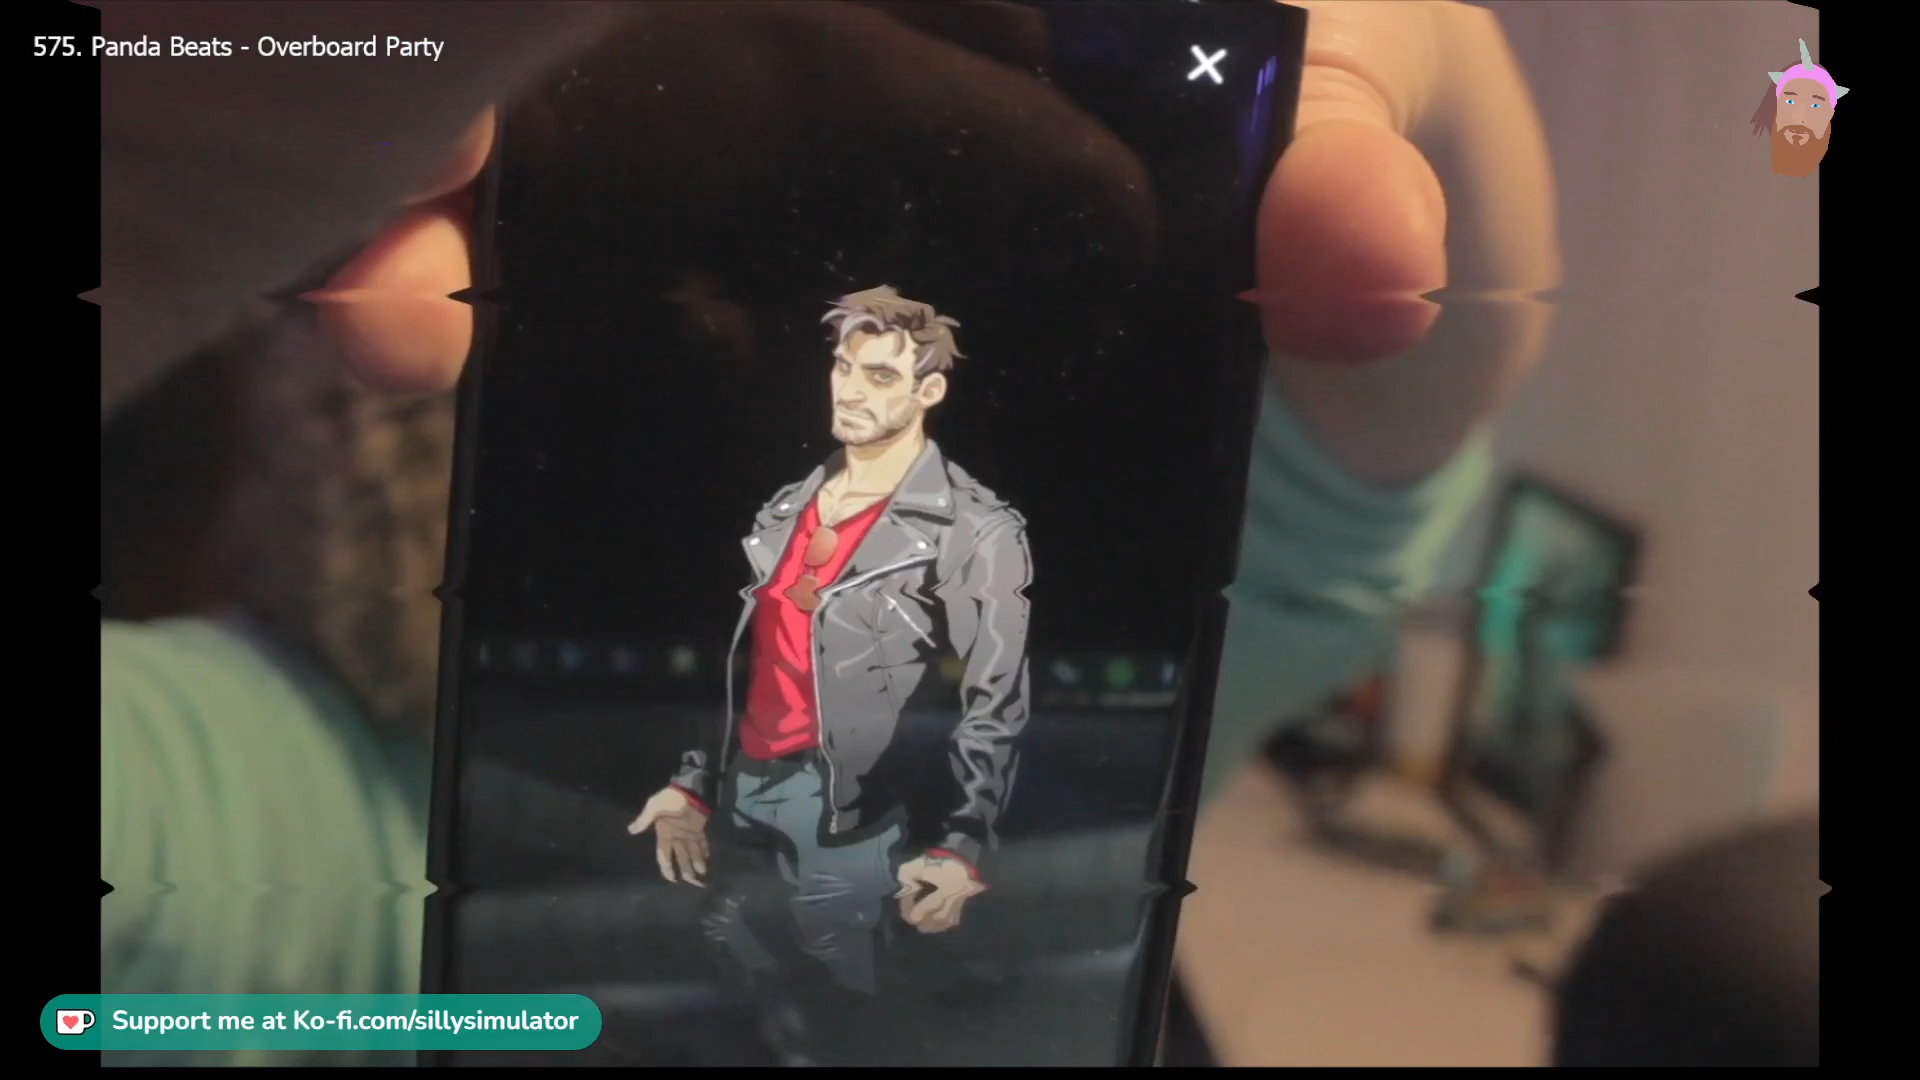 575. Panda Beats - Overboard Party
Support me at Ko-fi.com/sillysimulator